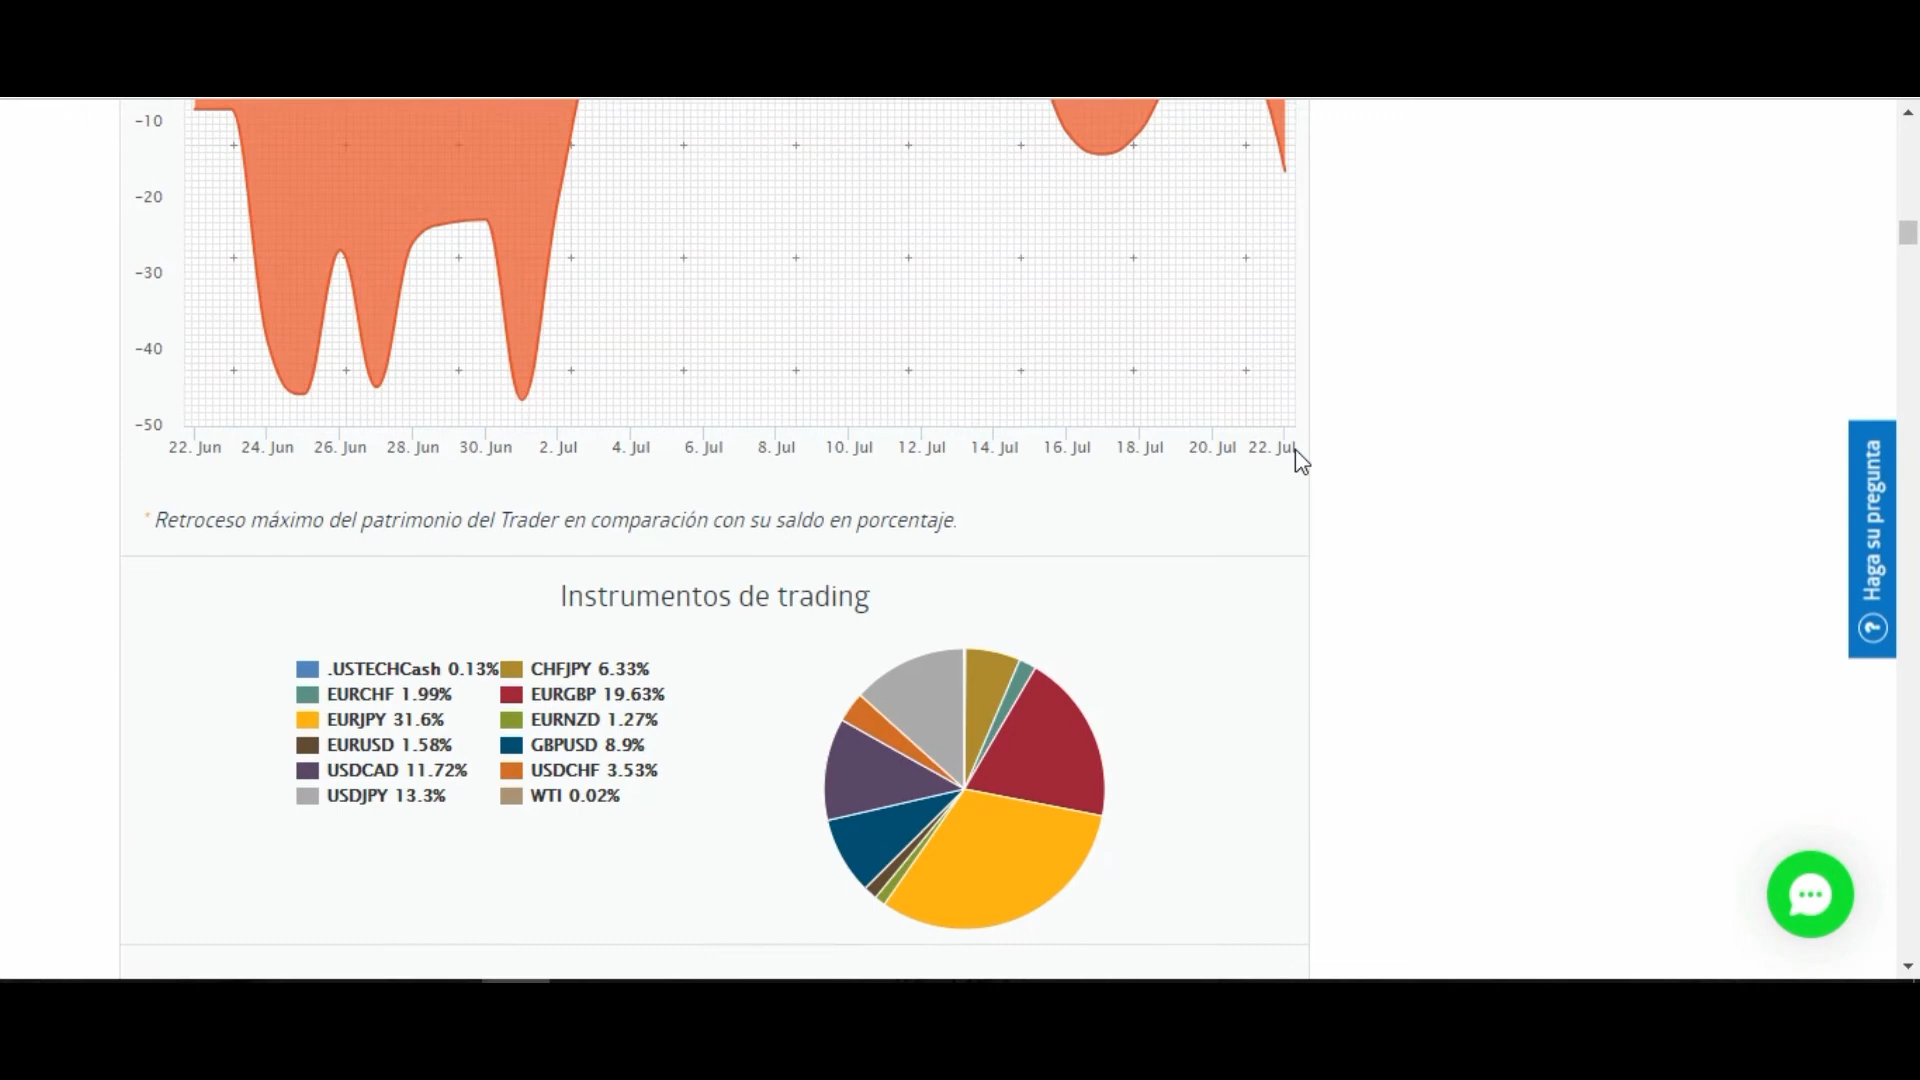 -10
-20
-30
-40
-50
22. Jun 24. Jun 26. Jun 28. Jun 30. Jun 2. Jul 4. Jul 6. Jul 8. Jul 10. Jul 12. Jul 14. Jul 16. Jul 18. Jul 20. Jul 22. Jul
* Retroceso máximo del patrimonio del Trader en comparación con su saldo en porcentaje.
Instrumentos de trading
.USTECHCash 0.13% CHFJPY 6.33%
EURCHF 1.99% EURGBP 19.63%
EURJPY 31.6% EURNZD 1.27%
EURUSD 1.58% GBPUSD 8.9%
USDCAD 11.72% USDCHF 3.53%
USDJPY 13.3% WTI 0.02%
? Haga su pregunta